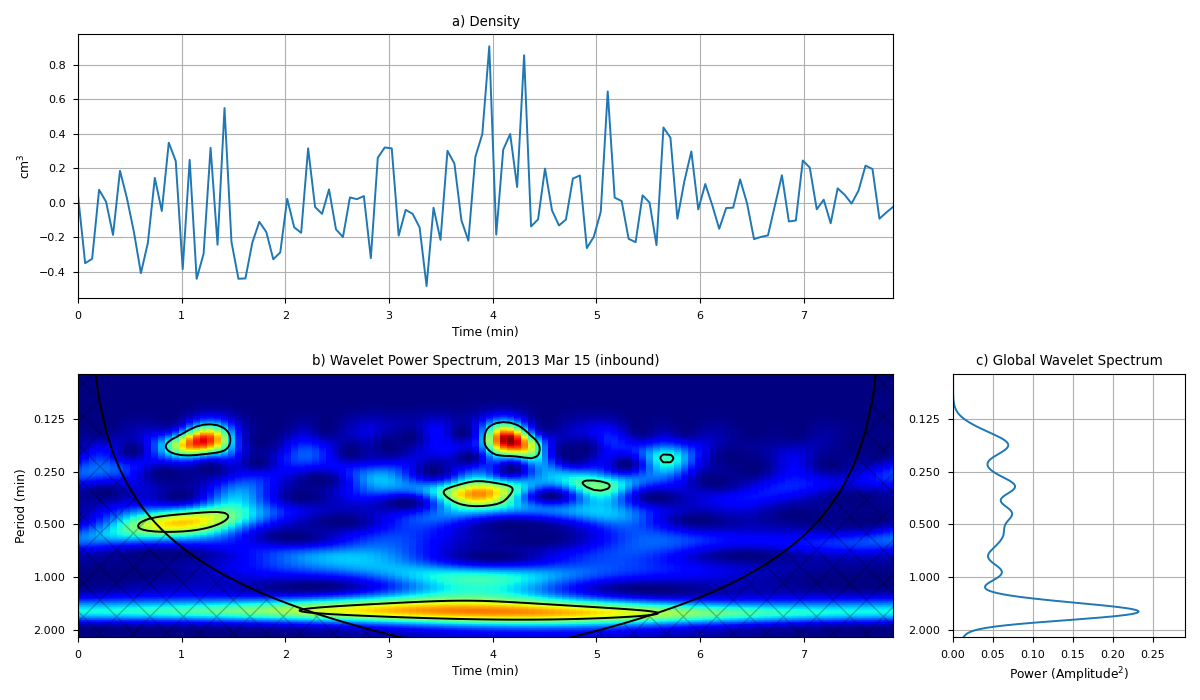 a) Density
cm³
0.8
0.6
0.4
0.2
0.0
−0.2
−0.4
0 1 2 3 4 5 6 7
Time (min)
b) Wavelet Power Spectrum, 2013 Mar 15 (inbound)
Period (min)
0.125
0.250
0.500
1.000
2.000
0 1 2 3 4 5 6 7
Time (min)
c) Global Wavelet Spectrum
0.125
0.250
0.500
1.000
2.000
0.00 0.05 0.10 0.15 0.20 0.25
Power (Amplitude²)